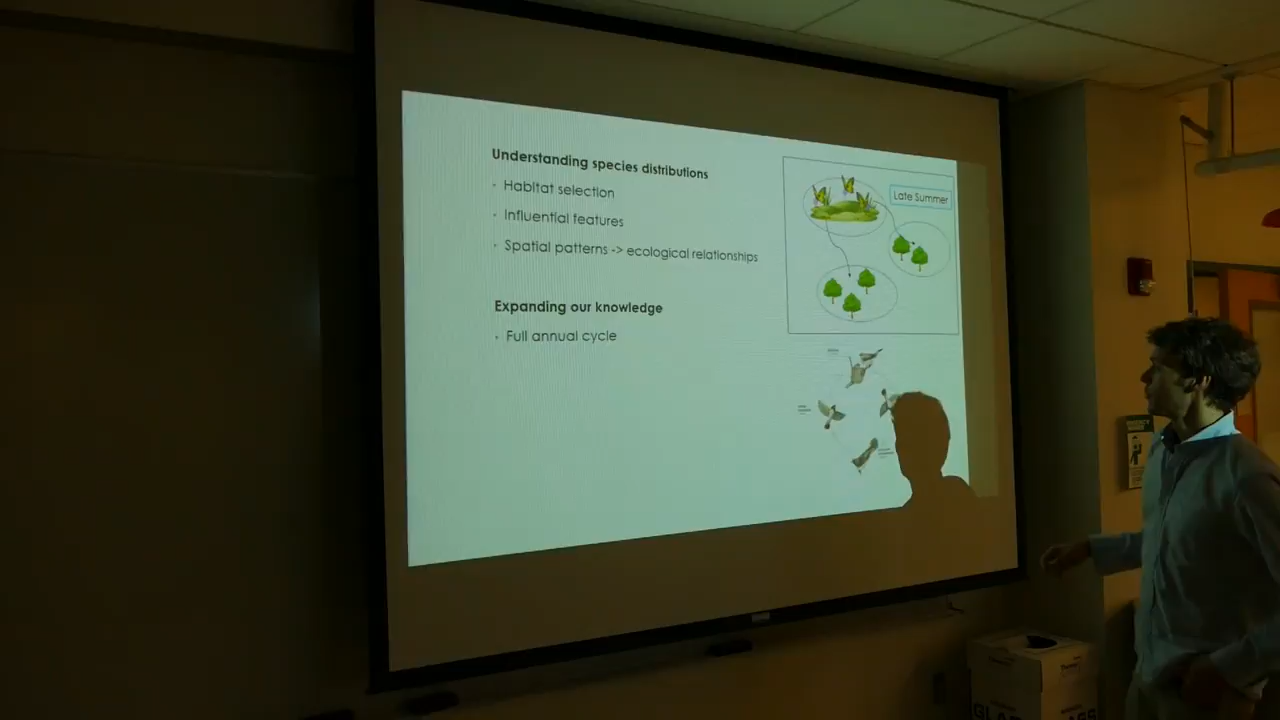 Understanding species distributions
· Habitat selection
· Influential features
· Spatial patterns -> ecological relationships
Late Summer
Expanding our knowledge
· Full annual cycle